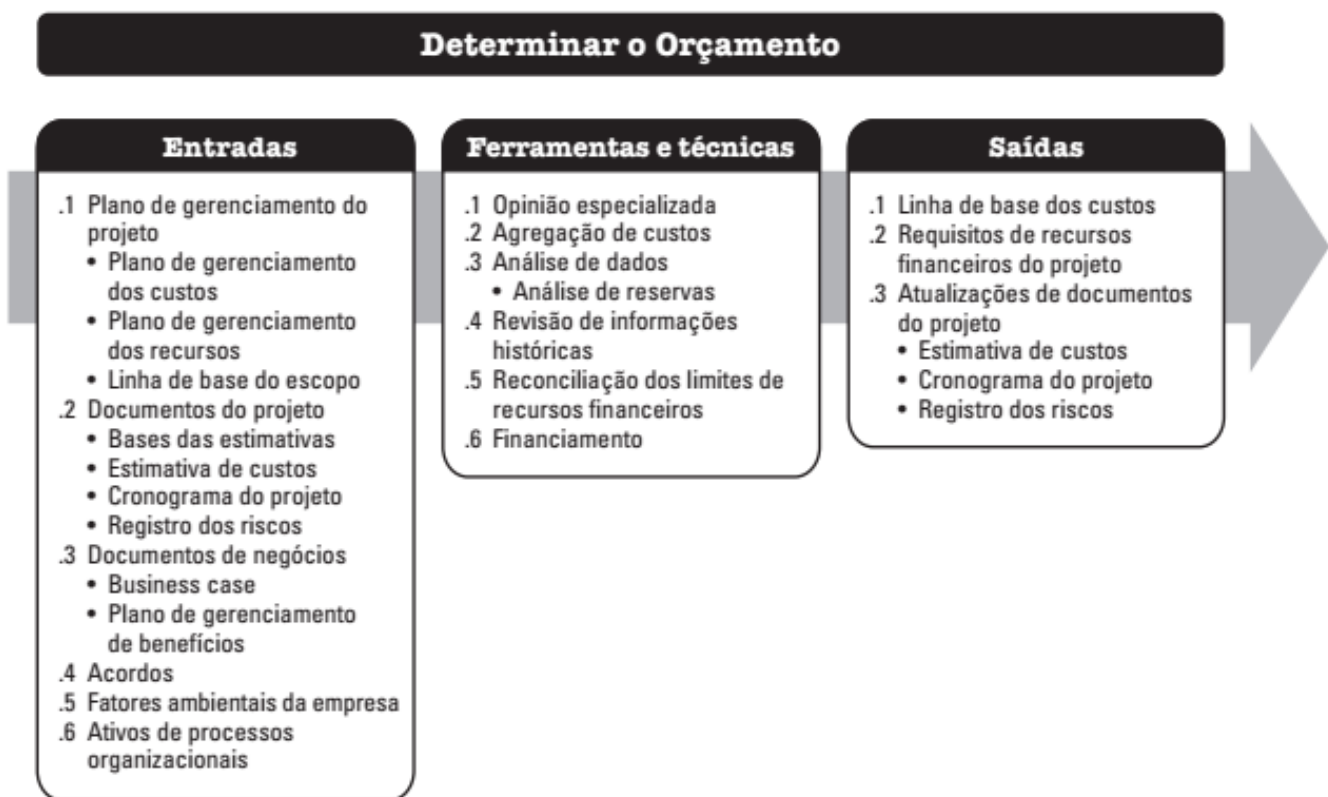 Determinar o Orçamento
Entradas
.1 Plano de gerenciamento do
projeto
• Plano de gerenciamento
dos custos
• Plano de gerenciamento
dos recursos
• Linha de base do escopo
.2 Documentos do projeto
• Bases das estimativas
• Estimativa de custos
• Cronograma do projeto
• Registro dos riscos
.3 Documentos de negócios
• Business case
• Plano de gerenciamento
de benefícios
.4 Acordos
.5 Fatores ambientais da empresa
.6 Ativos de processos
organizacionais
Ferramentas e técnicas
.1 Opinião especializada
.2 Agregação de custos
.3 Análise de dados
• Análise de reservas
.4 Revisão de informações
históricas
.5 Reconciliação dos limites de
recursos financeiros
.6 Financiamento
Saídas
.1 Linha de base dos custos
.2 Requisitos de recursos
financeiros do projeto
.3 Atualizações de documentos
do projeto
• Estimativa de custos
• Cronograma do projeto
• Registro dos riscos